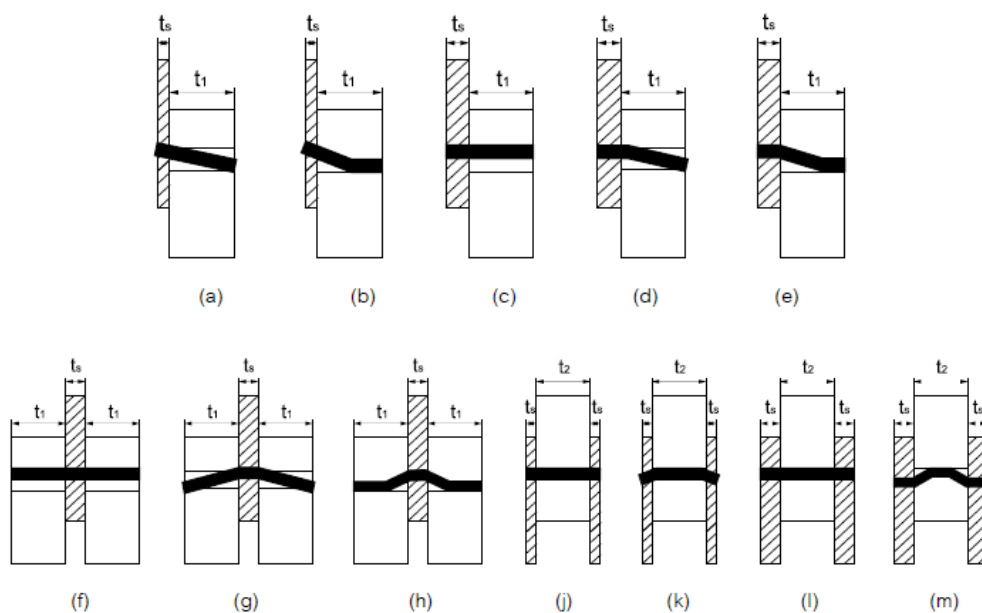 ts ts ts ts ts
t1 t1 t1 t1 t1
(a) (b) (c) (d) (e)
ts ts ts t2 t2 t2 t2
t1 t1 t1 t1 t1 t1 ts ts ts ts ts ts ts ts
(f) (g) (h) (j) (k) (l) (m)